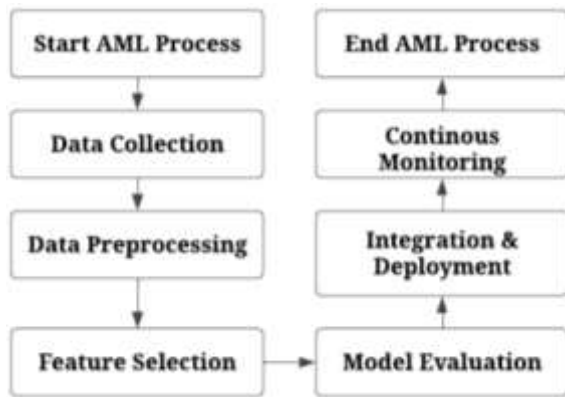 Start AML Process
Data Collection
Data Preprocessing
Feature Selection
Model Evaluation
Integration &
Deployment
Continous
Monitoring
End AML Process